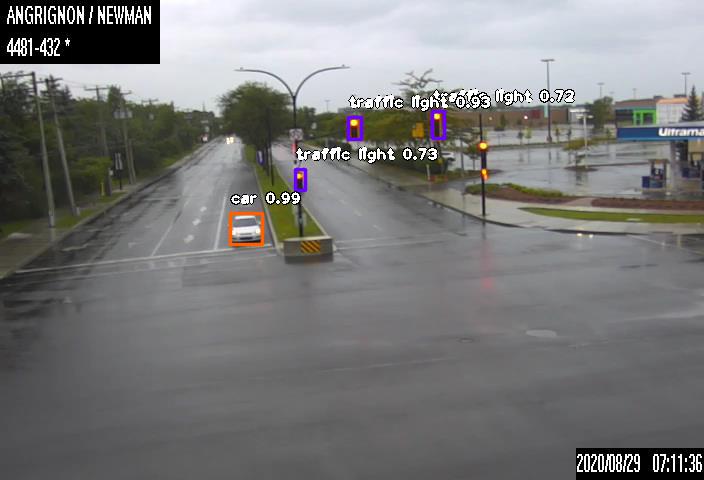 ANGRIGNON / NEWMAN
4481-432 *
traffic light 0.93
traffic light 0.72
traffic light 0.73
car 0.99
Ultrama
2020/08/29 07:11:36